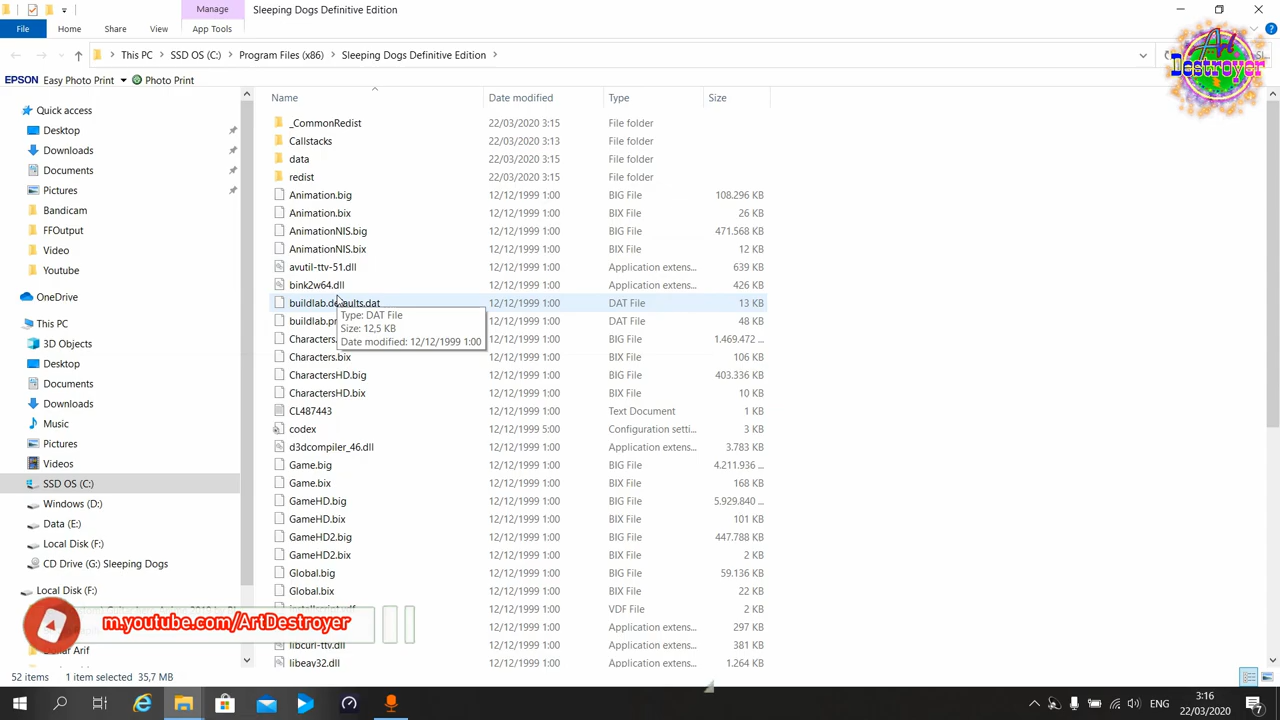 Manage
Sleeping Dogs Definitive Edition
File
Home
Share
View
App Tools
This PC
SSD OS (C:)
Program Files (x86)
Sleeping Dogs Definitive Edition
Art
Destroyer
EPSON Easy Photo Print
Photo Print
Name
Date modified
Type
Size
Quick access
Desktop
Downloads
Documents
Pictures
Bandicam
FFOutput
Video
Youtube
OneDrive
This PC
3D Objects
Desktop
Documents
Downloads
Music
Pictures
Videos
SSD OS (C:)
Windows (D:)
Data (E:)
Local Disk (F:)
CD Drive (G:) Sleeping Dogs
Local Disk (F:)
_CommonRedist 22/03/2020 3:15 File folder
Callstacks 22/03/2020 3:13 File folder
data 22/03/2020 3:15 File folder
redist 22/03/2020 3:15 File folder
Animation.big 12/12/1999 1:00 BIG File 108.296 KB
Animation.bix 12/12/1999 1:00 BIX File 26 KB
AnimationNIS.big 12/12/1999 1:00 BIG File 471.568 KB
AnimationNIS.bix 12/12/1999 1:00 BIX File 12 KB
avutil-ttv-51.dll 12/12/1999 1:00 Application extens... 639 KB
bink2w64.dll 12/12/1999 1:00 Application extens... 426 KB
buildlab.defaults.dat 12/12/1999 1:00 DAT File 13 KB
buildlab.pr 12/12/1999 1:00 DAT File 48 KB
Type: DAT File
Size: 12,5 KB
Date modified: 12/12/1999 1:00
Characters. 12/12/1999 1:00 BIG File 1.469.472 ...
Characters.bix 12/12/1999 1:00 BIX File 106 KB
CharactersHD.big 12/12/1999 1:00 BIG File 403.336 KB
CharactersHD.bix 12/12/1999 1:00 BIX File 10 KB
CL487443 12/12/1999 1:00 Text Document 1 KB
codex 12/12/1999 5:00 Configuration setti... 3 KB
d3dcompiler_46.dll 12/12/1999 1:00 Application extens... 3.783 KB
Game.big 12/12/1999 1:00 BIG File 4.211.936 ...
Game.bix 12/12/1999 1:00 BIX File 168 KB
GameHD.big 12/12/1999 1:00 BIG File 5.929.840 ...
GameHD.bix 12/12/1999 1:00 BIX File 101 KB
GameHD2.big 12/12/1999 1:00 BIG File 447.788 KB
GameHD2.bix 12/12/1999 1:00 BIX File 2 KB
Global.big 12/12/1999 1:00 BIG File 59.136 KB
Global.bix 12/12/1999 1:00 BIX File 22 KB
12/12/1999 1:00 VDF File 2 KB
12/12/1999 1:00 Application extens... 297 KB
libcurl-ttv.dll 12/12/1999 1:00 Application extens... 381 KB
libeay32.dll 12/12/1999 1:00 Application extens... 1.264 KB
m.youtube.com/ArtDestroyer
Arif
52 items
1 item selected 35,7 MB
ENG
3:16
22/03/2020
7